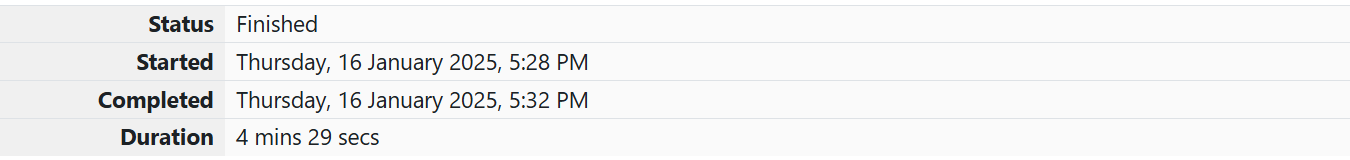 Status Finished
Started Thursday, 16 January 2025, 5:28 PM
Completed Thursday, 16 January 2025, 5:32 PM
Duration 4 mins 29 secs